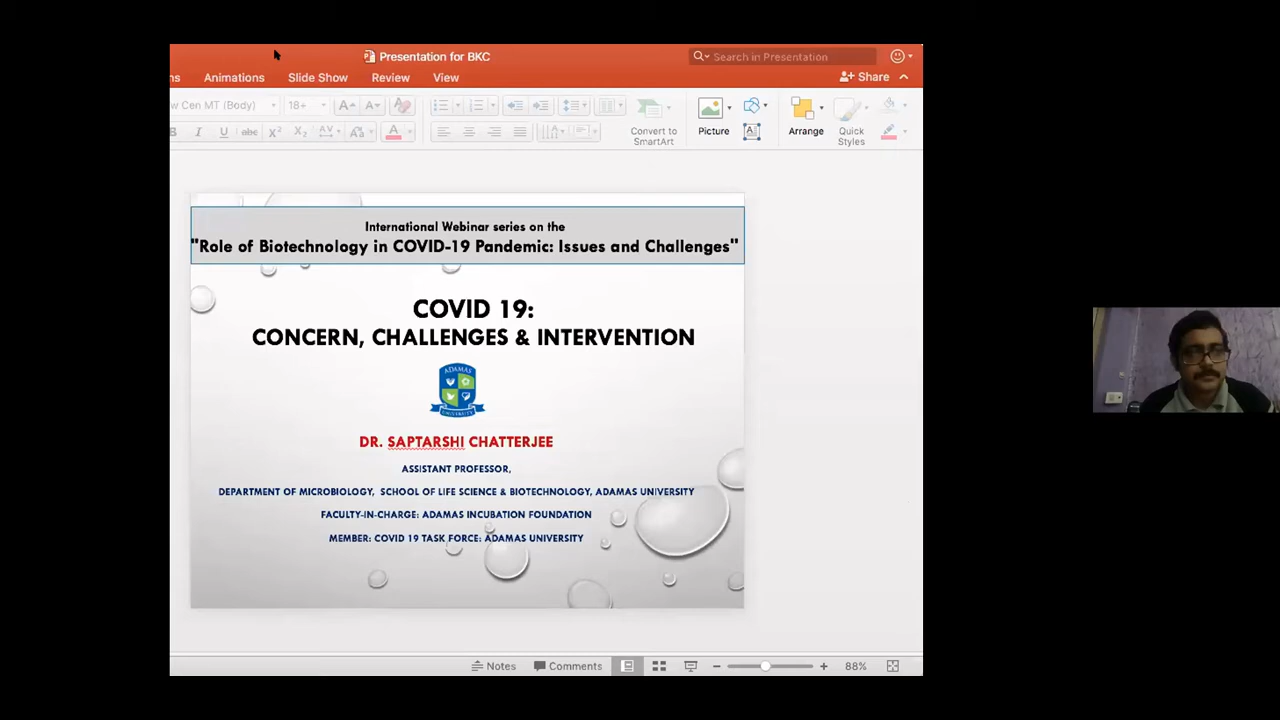 Presentation for BKC
Search in Presentation
ns Animations Slide Show Review View
Share
w Cen MT (Body) 18+
Convert to
SmartArt
Picture
Arrange
Quick
Styles
International Webinar series on the
"Role of Biotechnology in COVID-19 Pandemic: Issues and Challenges"
COVID 19:
CONCERN, CHALLENGES & INTERVENTION
ADAMAS
UNIVERSITY
DR. SAPTARSHI CHATTERJEE
ASSISTANT PROFESSOR,
DEPARTMENT OF MICROBIOLOGY, SCHOOL OF LIFE SCIENCE & BIOTECHNOLOGY, ADAMAS UNIVERSITY
FACULTY-IN-CHARGE: ADAMAS INCUBATION FOUNDATION
MEMBER: COVID 19 TASK FORCE: ADAMAS UNIVERSITY
Notes Comments 88%